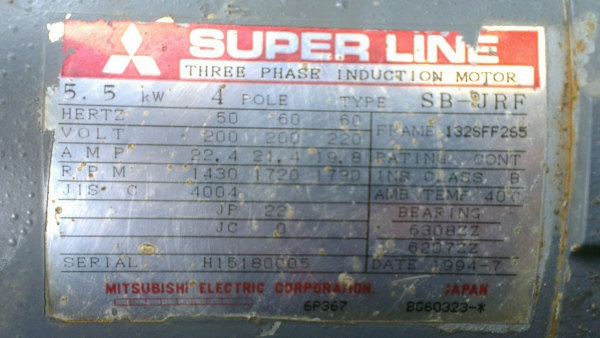 SUPER LINE
THREE PHASE INDUCTION MOTOR
5.5 kW 4 POLE TYPE SB-JRF
HERTZ 50 60 60 FRAME 132SFF265
VOLT 200 200 220
AMP 22.4 21.4 19.8 RATING CONT
RPM 1430 1720 1730 INS CLASS B
JIS C 4004 AMB TEMP 40C
BEARING
JP 22 6308ZZ
JC 0 6207ZZ
SERIAL H15180005 DATE 1994-7
MITSUBISHI ELECTRIC CORPORATION JAPAN
6P367 BG60323-*